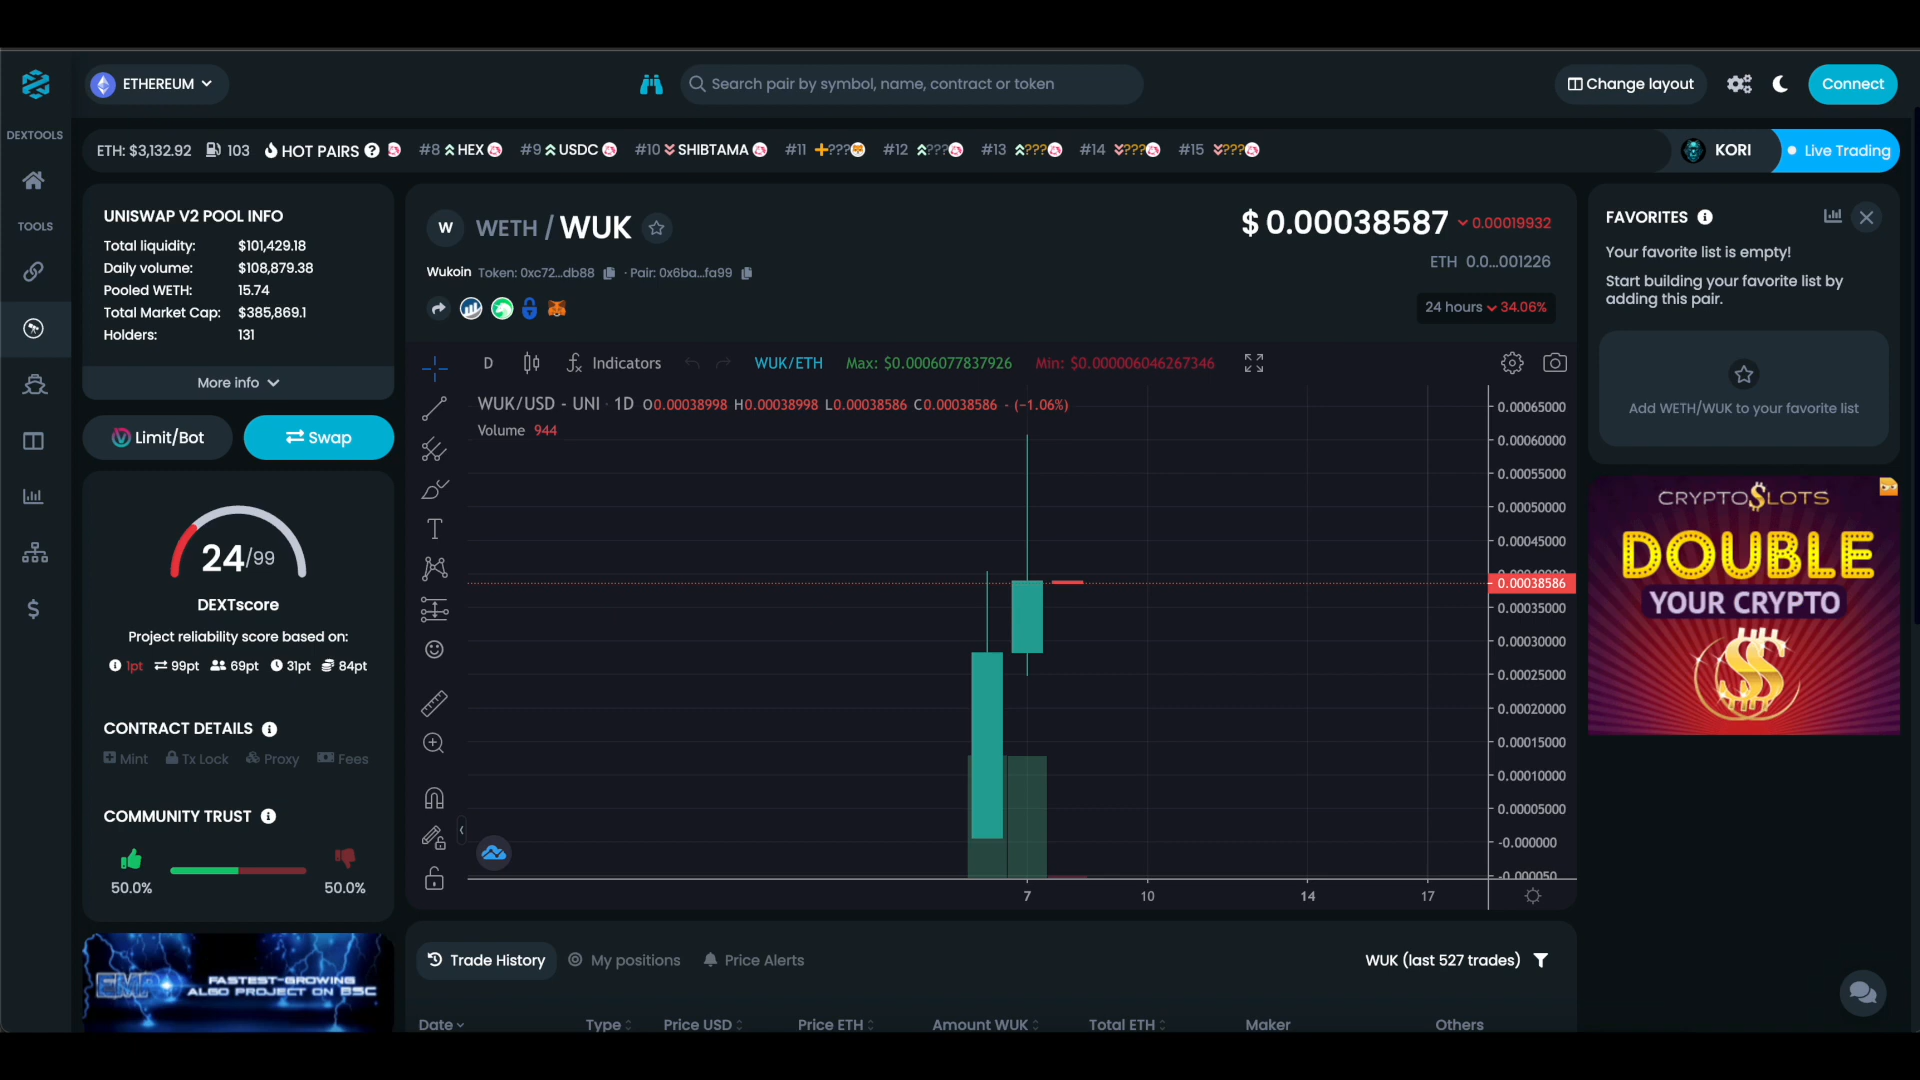 ETHEREUM
Search pair by symbol, name, contract or token
Change layout
Connect
DEXTOOLS
ETH: $3,132.92
103
HOT PAIRS
#8 HEX
#9 USDC
#10 SHIBTAMA
#11 ???
#12 ???
#13 ???
#14 ???
#15 ???
KORI
Live Trading
TOOLS
UNISWAP V2 POOL INFO
Total liquidity: $101,429.18
Daily volume: $108,879.38
Pooled WETH: 15.74
Total Market Cap: $385,869.1
Holders: 131
More info
Limit/Bot
Swap
24/99
DEXTscore
Project reliability score based on:
1pt 99pt 69pt 31pt 84pt
CONTRACT DETAILS
Mint Tx Lock Proxy Fees
COMMUNITY TRUST
50.0% 50.0%
EMP
FASTEST-GROWING
ALGO PROJECT ON BSC
W
WETH / WUK
$ 0.00038587
0.00019932
Wukoin Token: 0xc72...db88 · Pair: 0x6ba...fa99
ETH 0.0...001226
24 hours 34.06%
D
Indicators
WUK/ETH
Max: $0.0006077837926
Min: $0.000006046267346
WUK/USD - UNI · 1D O0.00038998 H0.00038998 L0.00038586 C0.00038586 - (−1.06%)
Volume 944
0.00065000
0.00060000
0.00055000
0.00050000
0.00045000
0.00038586
0.00035000
0.00030000
0.00025000
0.00020000
0.00015000
0.00010000
0.00005000
-0.000000
-0.000050
7 10 14 17
Trade History
My positions
Price Alerts
WUK (last 527 trades)
Date Type Price USD Price ETH Amount WUK Total ETH Maker Others
FAVORITES
Your favorite list is empty!
Start building your favorite list by
adding this pair.
Add WETH/WUK to your favorite list
CRYPTO$LOTS
DOUBLE
YOUR CRYPTO